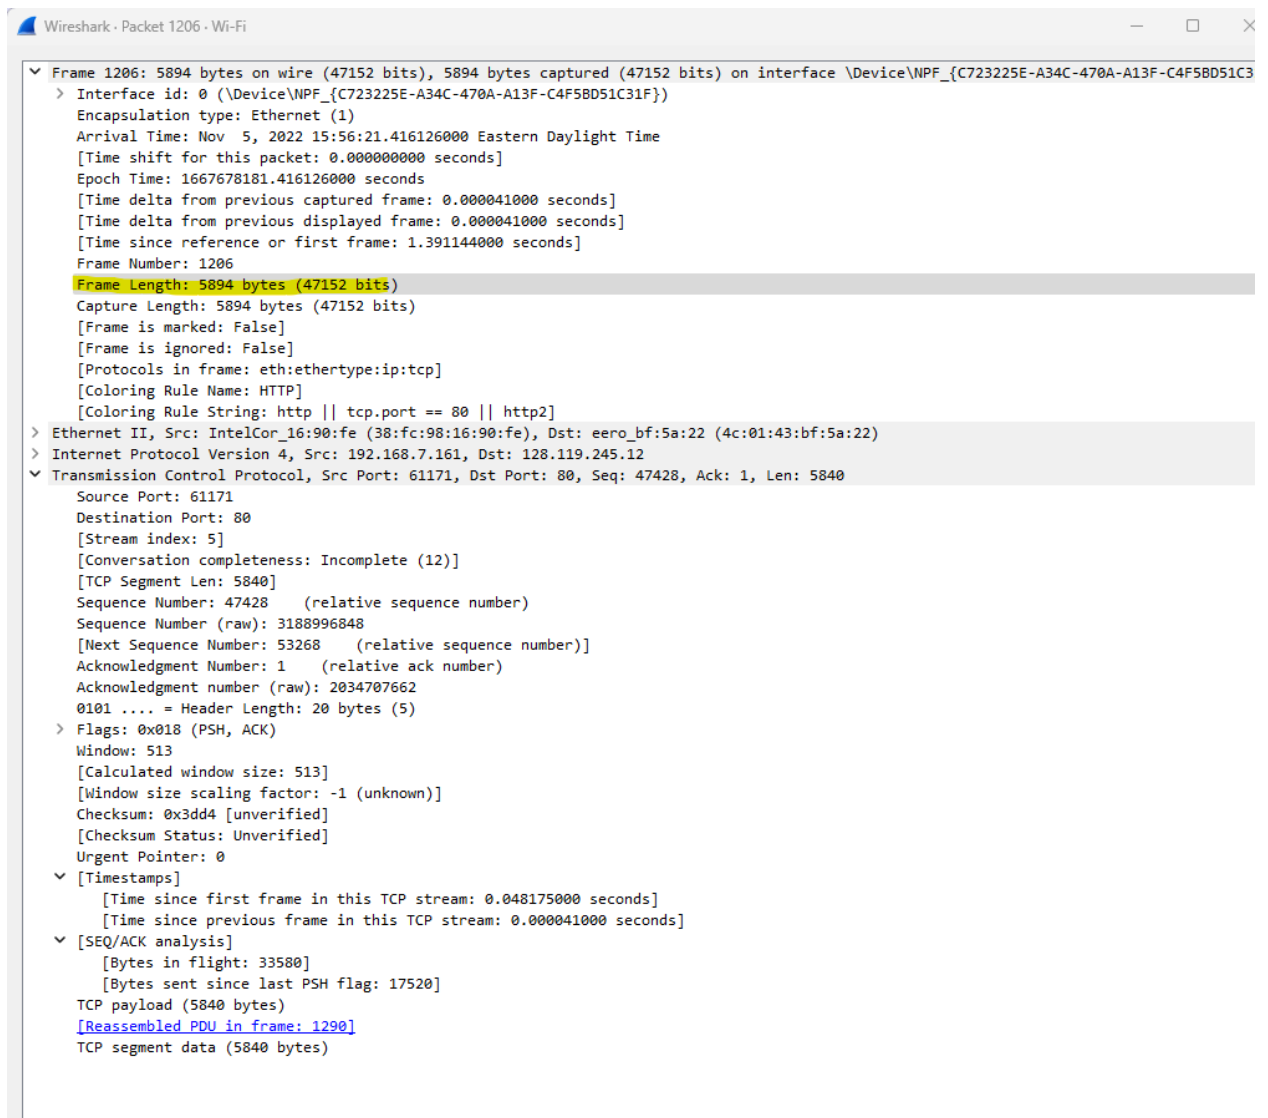 Wireshark · Packet 1206 · Wi-Fi
Frame 1206: 5894 bytes on wire (47152 bits), 5894 bytes captured (47152 bits) on interface \Device\NPF_{C723225E-A34C-470A-A13F-C4F5BD51C3
Interface id: 0 (\Device\NPF_{C723225E-A34C-470A-A13F-C4F5BD51C31F})
Encapsulation type: Ethernet (1)
Arrival Time: Nov  5, 2022 15:56:21.416126000 Eastern Daylight Time
[Time shift for this packet: 0.000000000 seconds]
Epoch Time: 1667678181.416126000 seconds
[Time delta from previous captured frame: 0.000041000 seconds]
[Time delta from previous displayed frame: 0.000041000 seconds]
[Time since reference or first frame: 1.391144000 seconds]
Frame Number: 1206
Frame Length: 5894 bytes (47152 bits)
Capture Length: 5894 bytes (47152 bits)
[Frame is marked: False]
[Frame is ignored: False]
[Protocols in frame: eth:ethertype:ip:tcp]
[Coloring Rule Name: HTTP]
[Coloring Rule String: http || tcp.port == 80 || http2]
Ethernet II, Src: IntelCor_16:90:fe (38:fc:98:16:90:fe), Dst: eero_bf:5a:22 (4c:01:43:bf:5a:22)
Internet Protocol Version 4, Src: 192.168.7.161, Dst: 128.119.245.12
Transmission Control Protocol, Src Port: 61171, Dst Port: 80, Seq: 47428, Ack: 1, Len: 5840
Source Port: 61171
Destination Port: 80
[Stream index: 5]
[Conversation completeness: Incomplete (12)]
[TCP Segment Len: 5840]
Sequence Number: 47428    (relative sequence number)
Sequence Number (raw): 3188996848
[Next Sequence Number: 53268    (relative sequence number)]
Acknowledgment Number: 1    (relative ack number)
Acknowledgment number (raw): 2034707662
0101 .... = Header Length: 20 bytes (5)
Flags: 0x018 (PSH, ACK)
Window: 513
[Calculated window size: 513]
[Window size scaling factor: -1 (unknown)]
Checksum: 0x3dd4 [unverified]
[Checksum Status: Unverified]
Urgent Pointer: 0
[Timestamps]
[Time since first frame in this TCP stream: 0.048175000 seconds]
[Time since previous frame in this TCP stream: 0.000041000 seconds]
[SEQ/ACK analysis]
[Bytes in flight: 33580]
[Bytes sent since last PSH flag: 17520]
TCP payload (5840 bytes)
[Reassembled PDU in frame: 1290]
TCP segment data (5840 bytes)